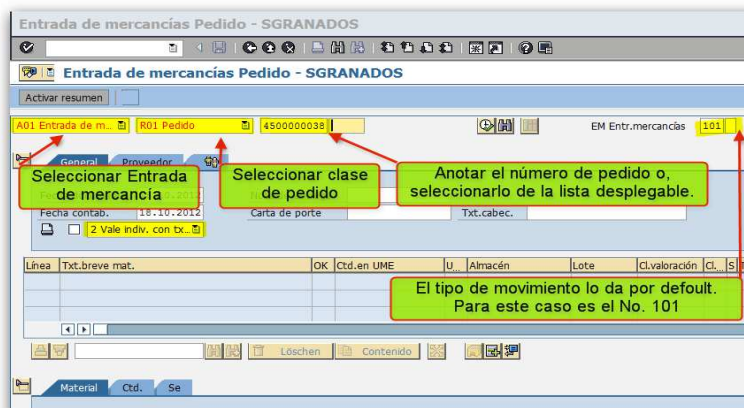 Entrada de mercancías Pedido - SGRANADOS
Entrada de mercancías Pedido - SGRANADOS
Activar resumen
A01 Entrada de m... R01 Pedido 4500000038 EM Entr.mercancías 101
General Proveedor
Seleccionar Entrada
de mercancía
Seleccionar clase
de pedido
Anotar el número de pedido o,
seleccionarlo de la lista desplegable.
Fecha contab. 18.10.2012 Carta de porte Txt.cabec.
2 Vale indiv. con tx...
Línea Txt.breve mat. OK Ctd.en UME U... Almacén Lote Cl.valoración Cl... S T
El tipo de movimiento lo da por defoult.
Para este caso es el No. 101
Löschen Contenido
Material Ctd. Se